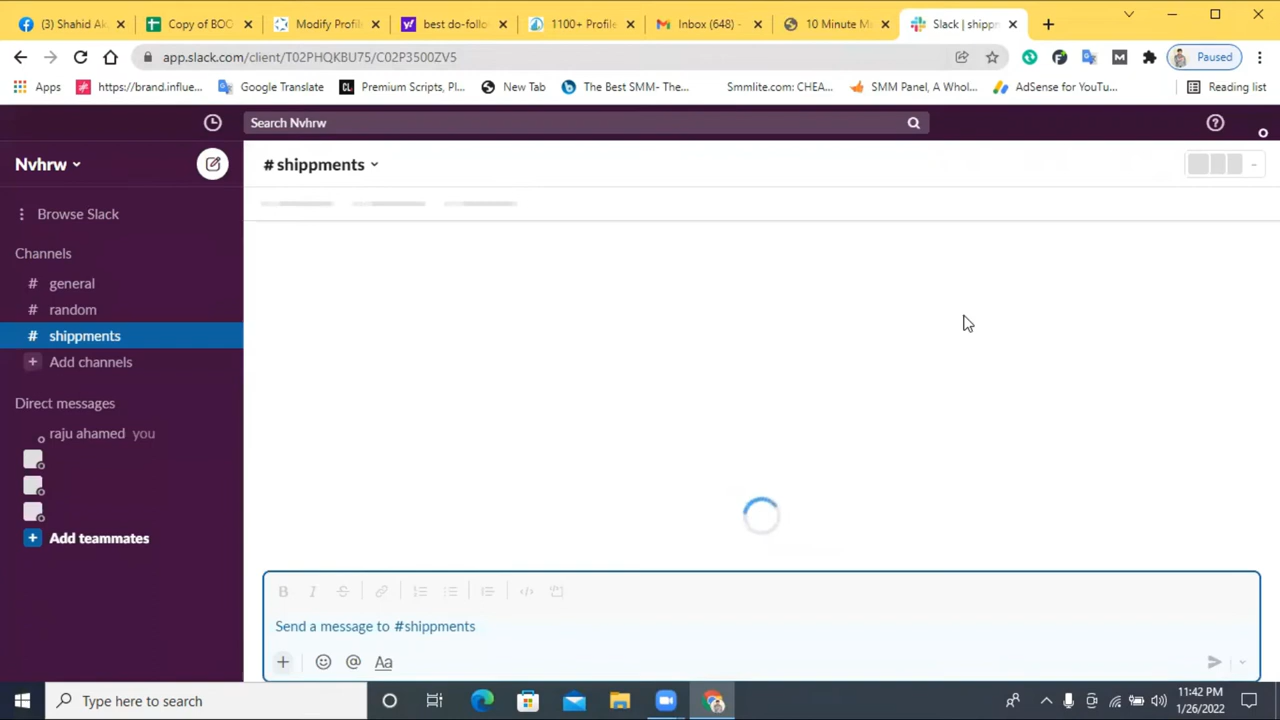 (3) Shahid Ak
Copy of BOO
Modify Profil
best do-follo
1100+ Profile
Inbox (648) -
10 Minute M
Slack | shippn
app.slack.com/client/T02PHQKBU75/C02P3500ZV5
Paused
Apps
https://brand.influe...
Google Translate
Premium Scripts, Pl...
New Tab
The Best SMM- The...
Smmlite.com: CHEA...
SMM Panel, A Whol...
AdSense for YouTu...
Reading list
Search Nvhrw
Nvhrw
# shippments
Browse Slack
Channels
# general
# random
# shippments
+ Add channels
Direct messages
raju ahamed you
+ Add teammates
Send a message to #shippments
Aa
Type here to search
11:42 PM
1/26/2022